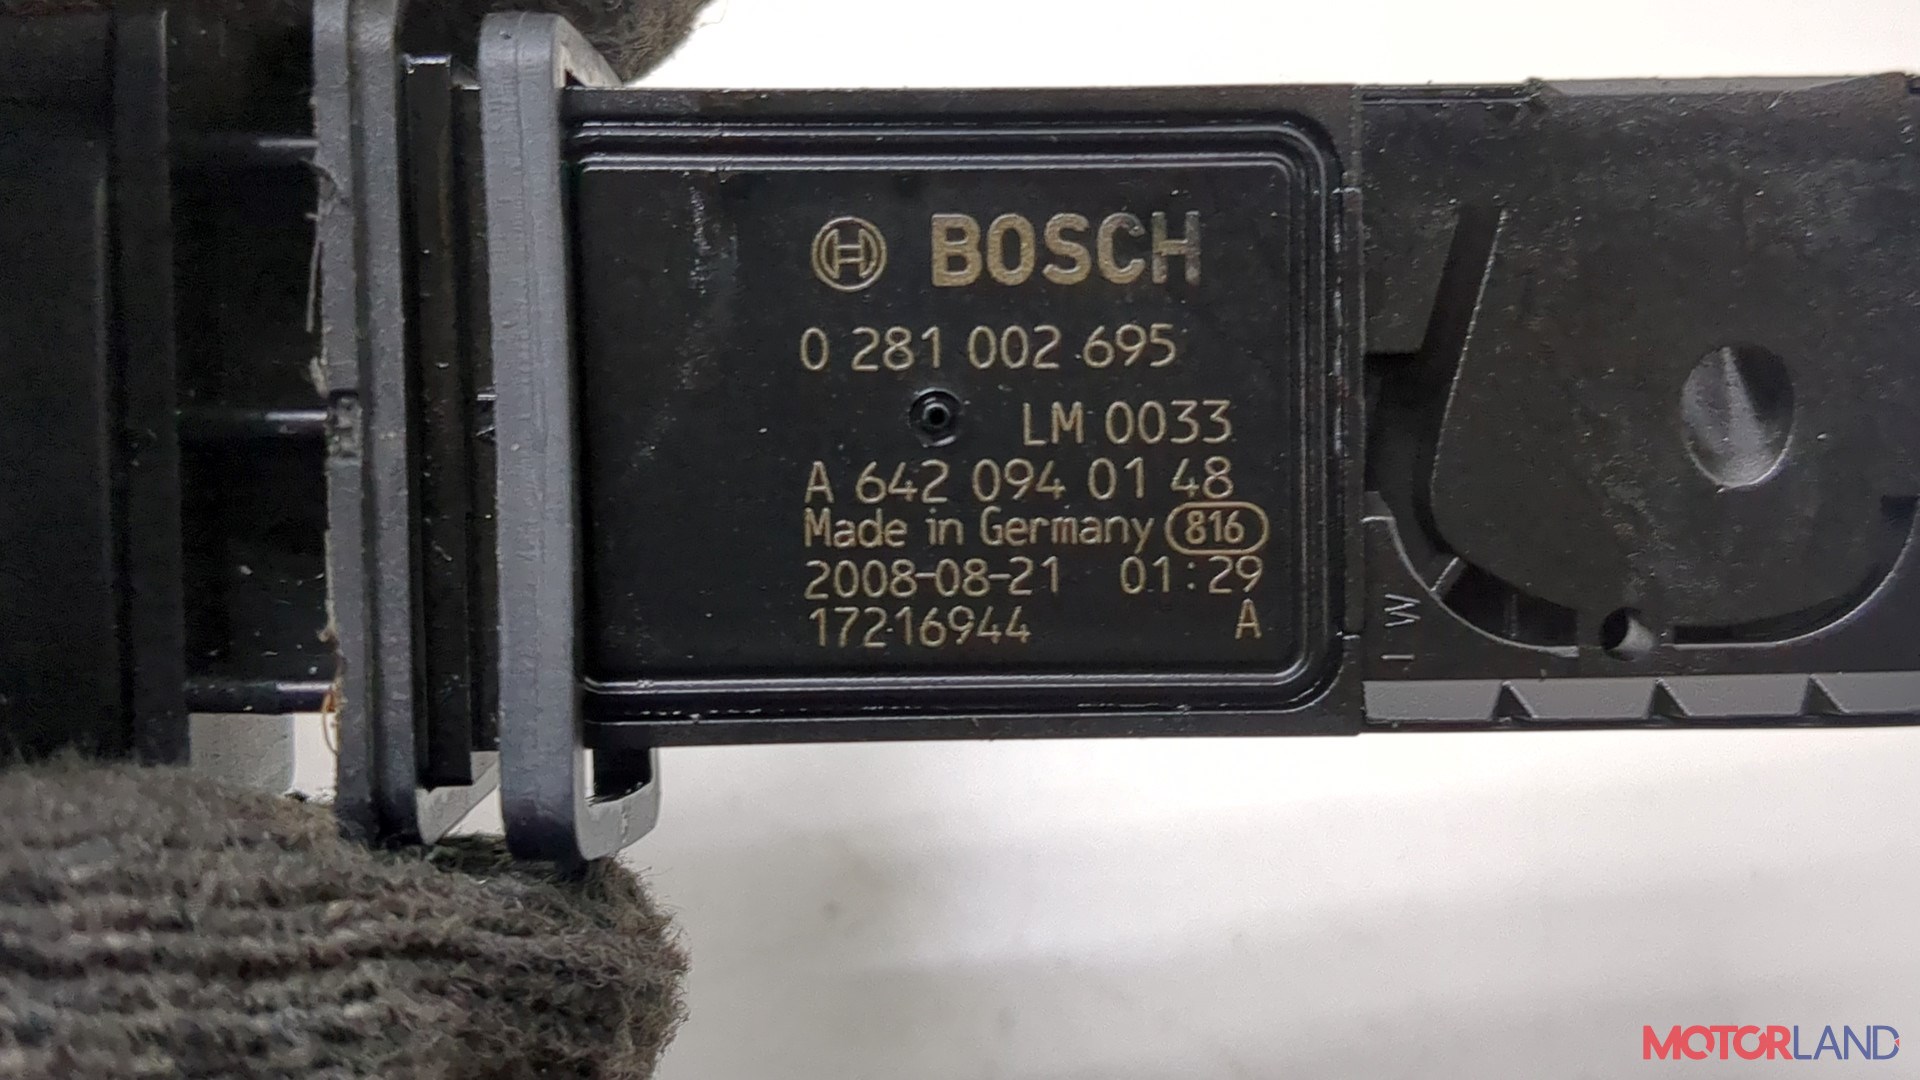 BOSCH
0 281 002 695
LM 0033
A 642 094 01 48
Made in Germany 816
2008-08-21 01:29
17216944 A
1 W
MOTORLAND